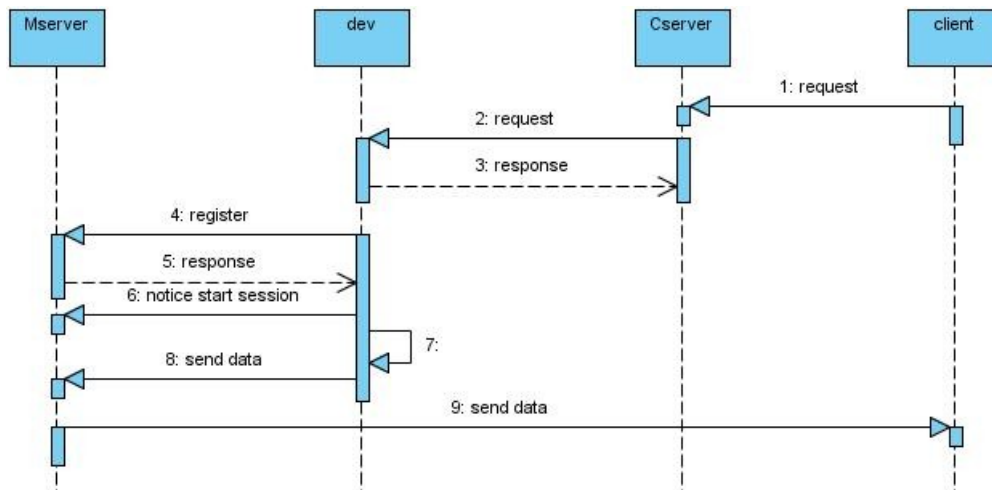 Mserver
dev
Cserver
client
1: request
2: request
3: response
4: register
5: response
6: notice start session
7:
8: send data
9: send data